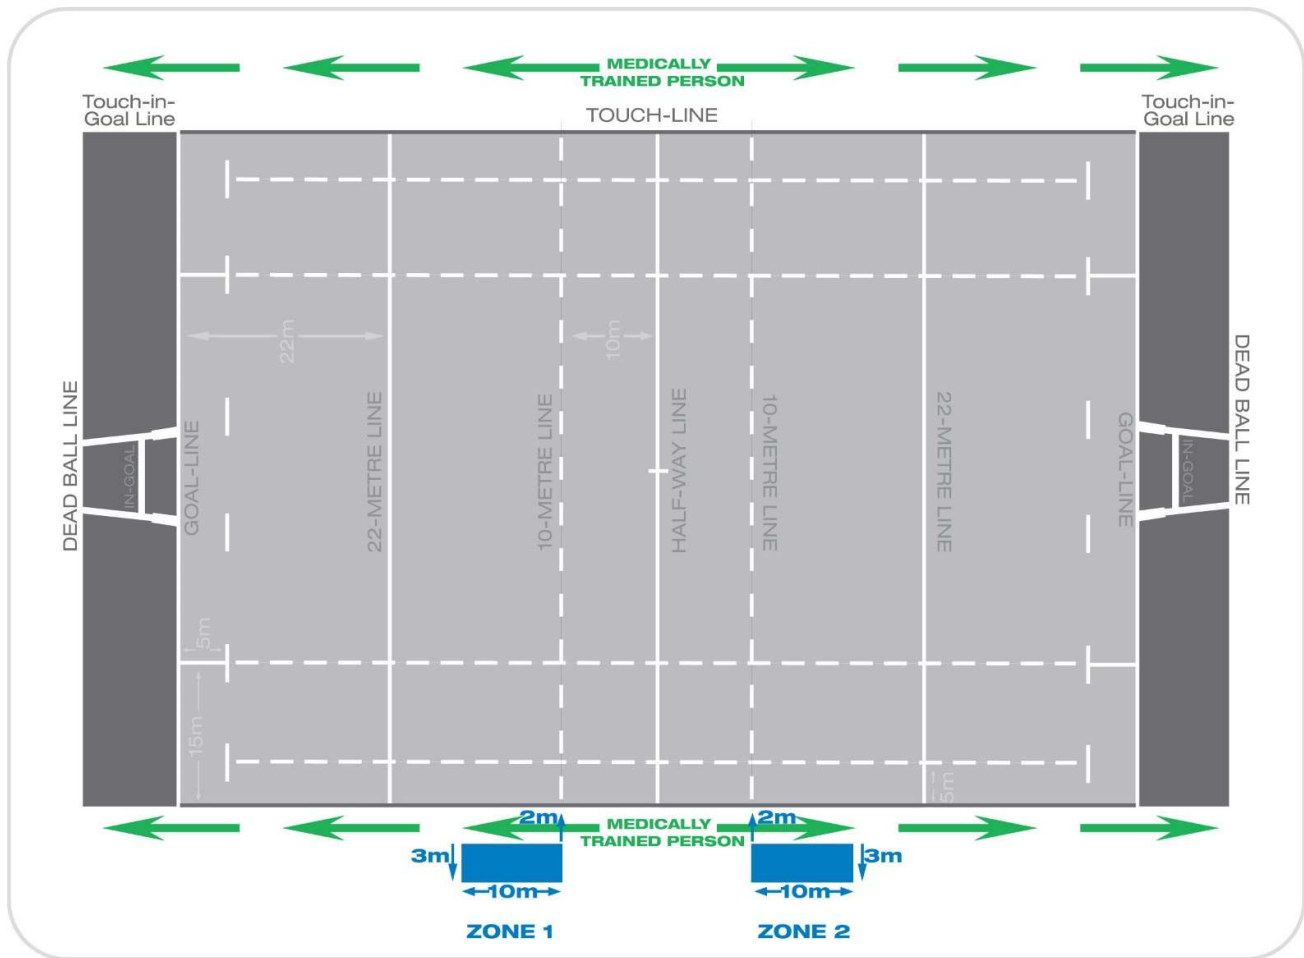 MEDICALLY
TRAINED PERSON
Touch-in-
Goal Line
TOUCH-LINE
Touch-in-
Goal Line
22m
10m
DEAD BALL LINE
IN-GOAL
GOAL-LINE
22-METRE LINE
10-METRE LINE
HALF-WAY LINE
10-METRE LINE
22-METRE LINE
GOAL-LINE
IN-GOAL
DEAD BALL LINE
5m
15m
5m
2m
MEDICALLY
TRAINED PERSON
2m
3m
10m
10m
3m
ZONE 1
ZONE 2